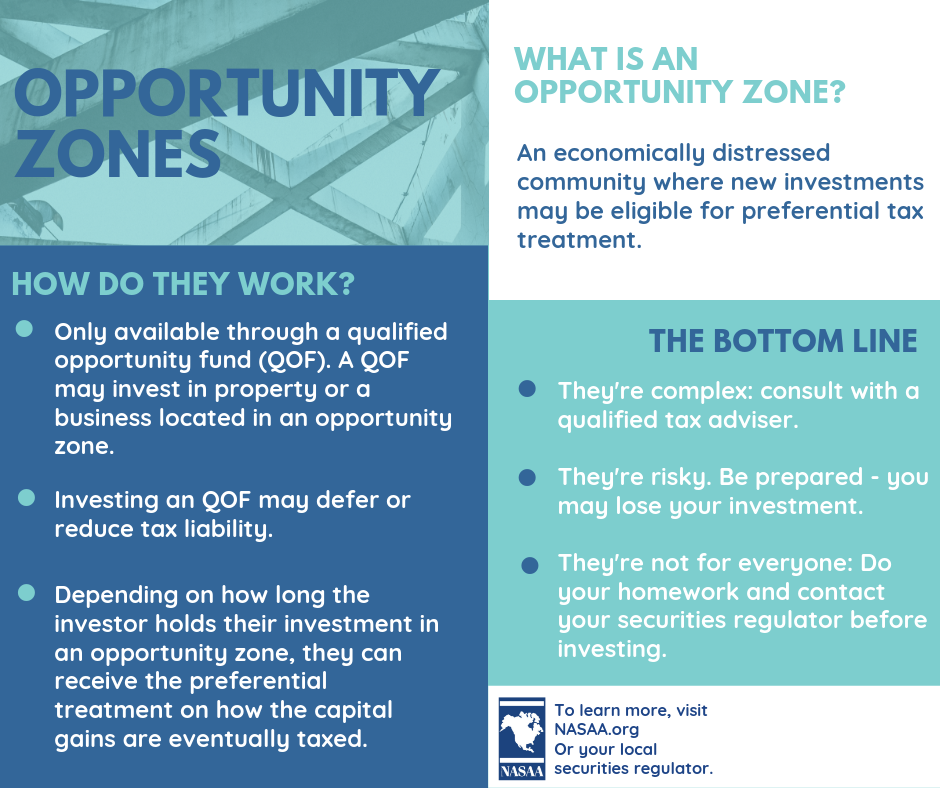 OPPORTUNITY
ZONES
WHAT IS AN
OPPORTUNITY ZONE?
An economically distressed
community where new investments
may be eligible for preferential tax
treatment.
HOW DO THEY WORK?
Only available through a qualified
opportunity fund (QOF). A QOF
may invest in property or a
business located in an opportunity
zone.
Investing an QOF may defer or
reduce tax liability.
Depending on how long the
investor holds their investment in
an opportunity zone, they can
receive the preferential
treatment on how the capital
gains are eventually taxed.
THE BOTTOM LINE
They're complex: consult with a
qualified tax adviser.
They're risky. Be prepared - you
may lose your investment.
They're not for everyone: Do
your homework and contact
your securities regulator before
investing.
NASAA
To learn more, visit
NASAA.org
Or your local
securities regulator.